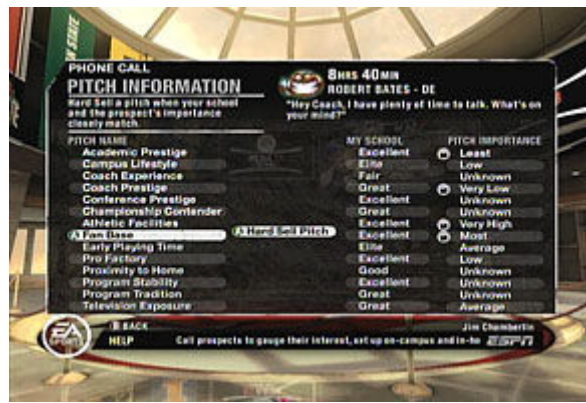 PHONE CALL
PITCH INFORMATION
Hard Sell a pitch when your school
and the prospect's importance
closely match.
8HRS 40MIN
ROBERT BATES - DE
"Hey Coach, I have plenty of time to talk. What's on
your mind?"
PITCH NAME MY SCHOOL PITCH IMPORTANCE
Academic Prestige Excellent Least
Campus Lifestyle Elite Low
Coach Experience Fair Unknown
Coach Prestige Great Very Low
Conference Prestige Excellent Unknown
Championship Contender Great Unknown
Athletic Facilities Excellent Very High
Fan Base A Hard Sell Pitch Excellent Most
Early Playing Time Elite Average
Pro Factory Excellent Low
Proximity to Home Good Unknown
Program Stability Excellent Unknown
Program Tradition Great Unknown
Television Exposure Great Average
EA
SPORTS
B BACK Jim Chamberlin
HELP Call prospects to gauge their interest, set up on-campus and in-ho ESPN
STATE